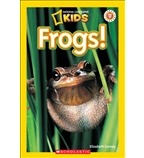 NATIONAL GEOGRAPHIC
KIDS
Frogs!
Elizabeth Carney
SCHOLASTIC